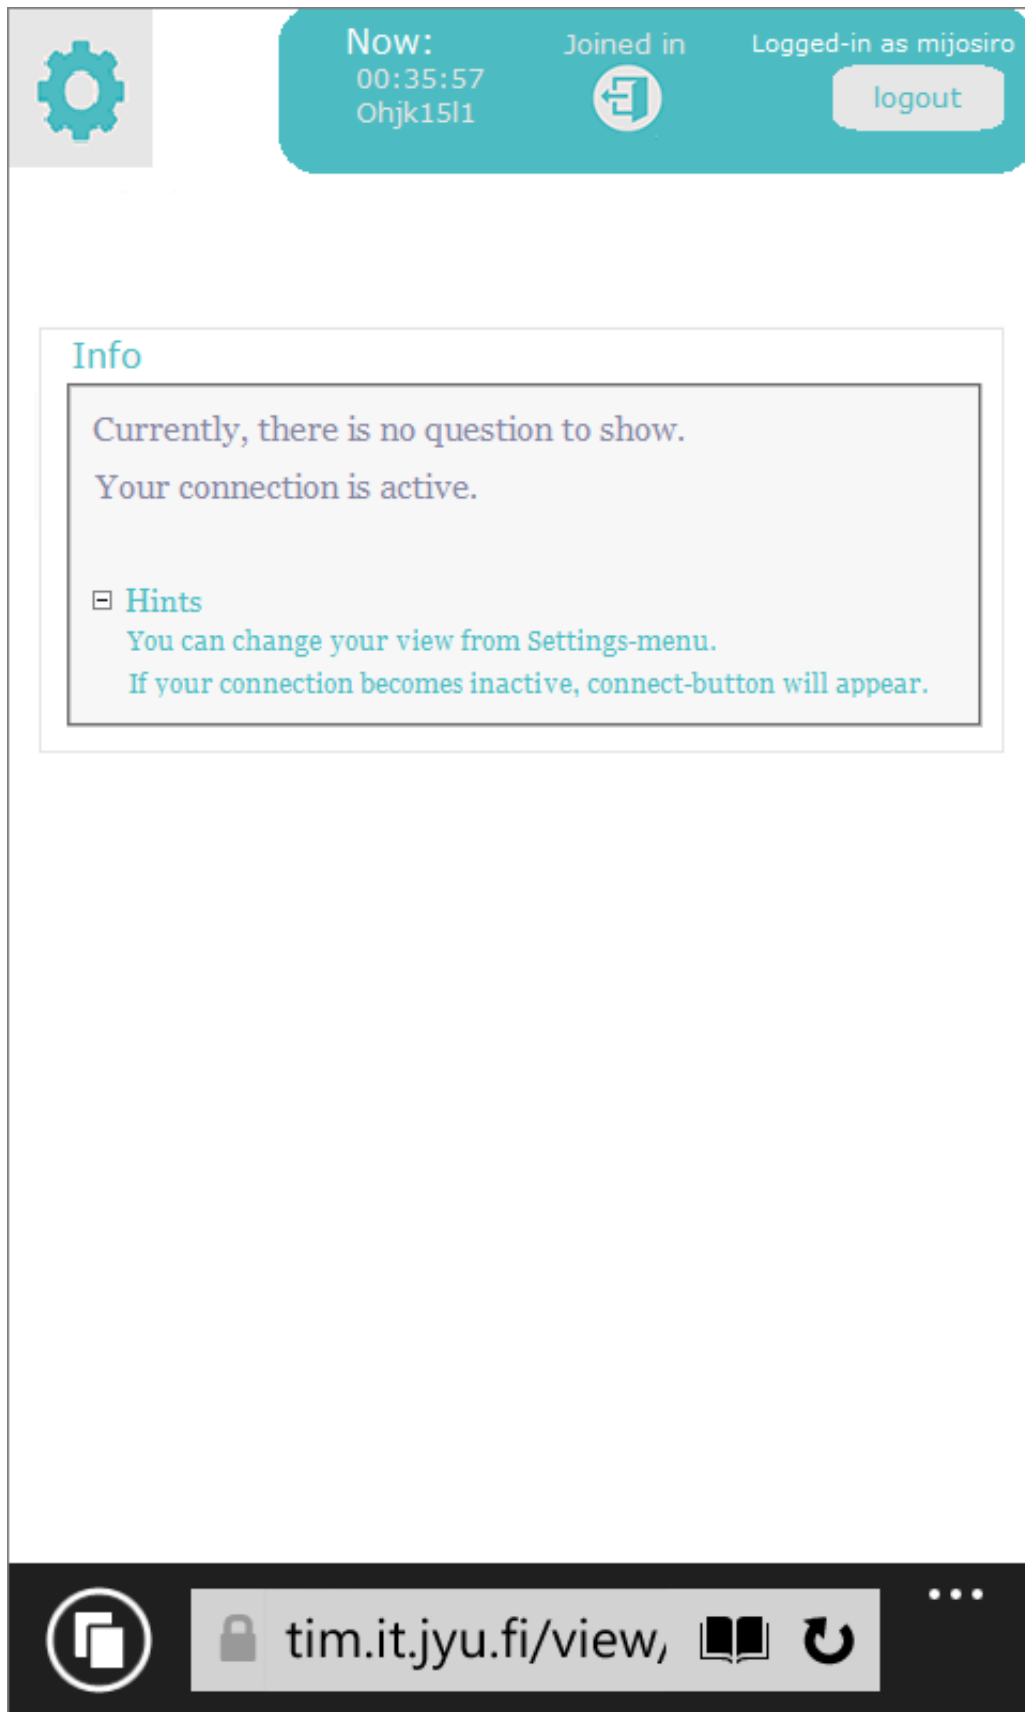 Now:
00:35:57
Ohjk15l1
Joined in
Logged-in as mijosiro
logout
Info
Currently, there is no question to show.
Your connection is active.
Hints
You can change your view from Settings-menu.
If your connection becomes inactive, connect-button will appear.
tim.it.jyu.fi/view/